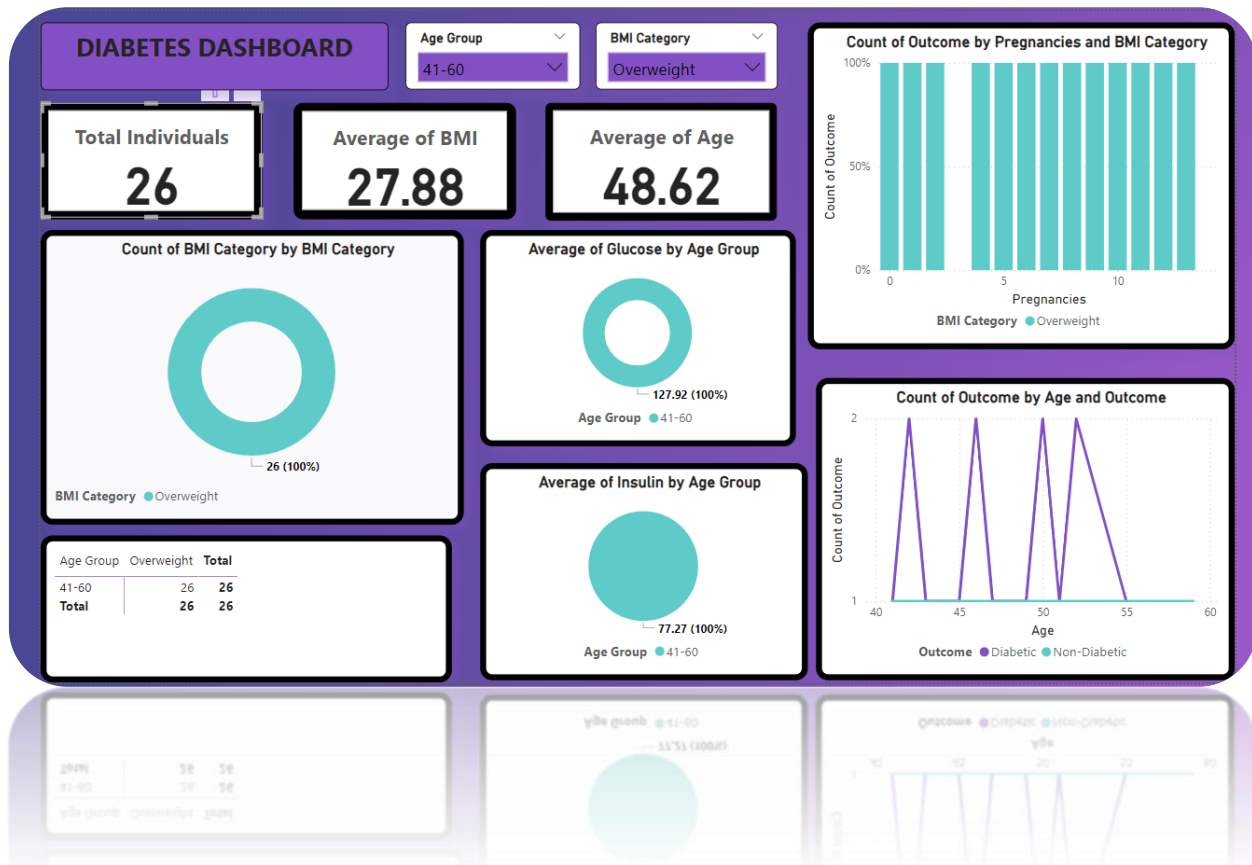 DIABETES DASHBOARD
Age Group
41-60
BMI Category
Overweight
Total Individuals
26
Average of BMI
27.88
Average of Age
48.62
Count of BMI Category by BMI Category
26 (100%)
BMI Category Overweight
Age Group Overweight Total
41-60 26 26
Total 26 26
Average of Glucose by Age Group
127.92 (100%)
Age Group 41-60
Average of Insulin by Age Group
77.27 (100%)
Age Group 41-60
Count of Outcome by Pregnancies and BMI Category
Count of Outcome
100%
50%
0%
0 5 10
Pregnancies
BMI Category Overweight
Count of Outcome by Age and Outcome
Count of Outcome
2
1
40 45 50 55 60
Age
Outcome Diabetic Non-Diabetic